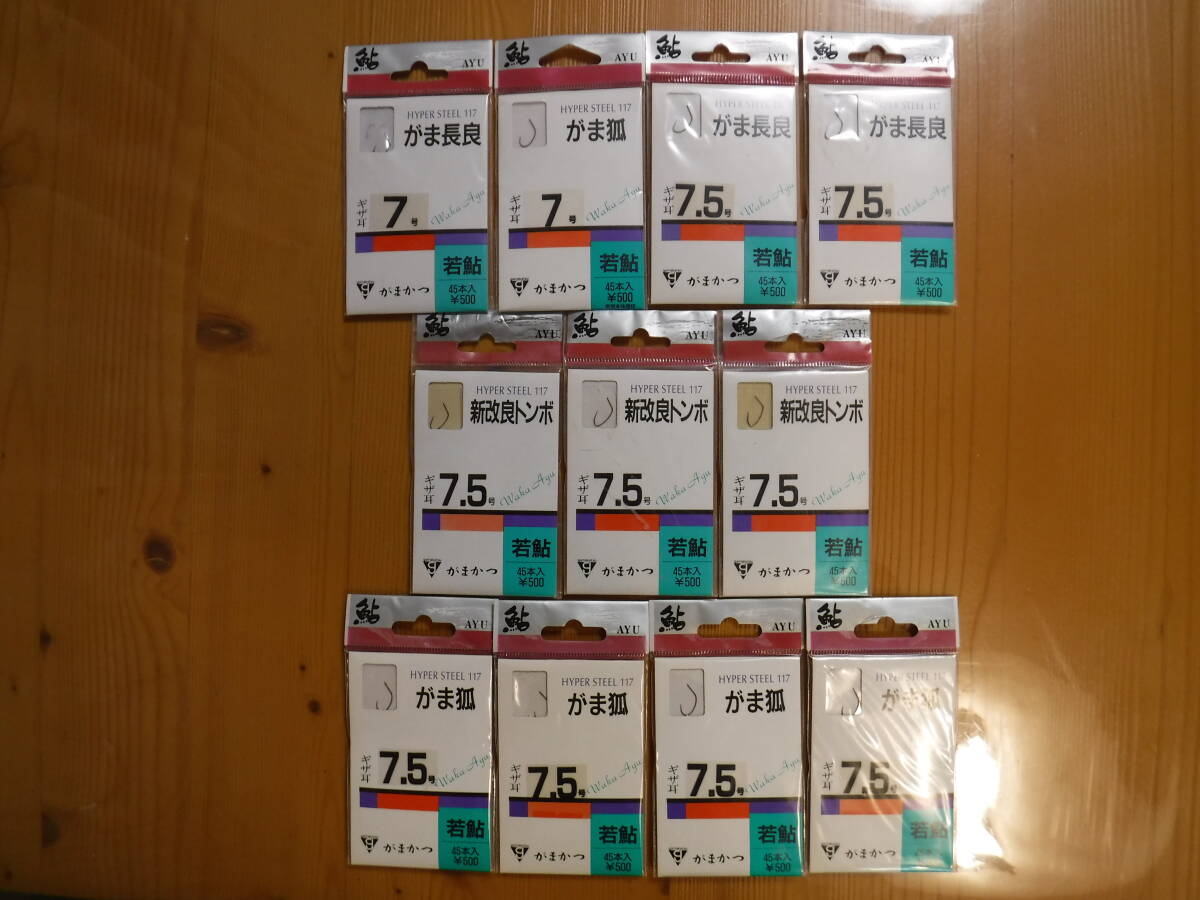 鮎 AYU
HYPER STEEL 117
がま長良
ギザ耳 7号
Waka Ayu
若鮎
がまかつ
45本入
¥500
鮎 AYU
HYPER STEEL 117
がま狐
ギザ耳 7号
Waka Ayu
若鮎
がまかつ
45本入
¥500
鮎 AYU
HYPER STEEL 117
がま長良
ギザ耳 7.5号
Waka Ayu
若鮎
がまかつ
45本入
¥500
鮎 AYU
HYPER STEEL 117
がま長良
ギザ耳 7.5号
Waka Ayu
若鮎
がまかつ
45本入
¥500
鮎 AYU
HYPER STEEL 117
新改良トンボ
ギザ耳 7.5号
Waka Ayu
若鮎
がまかつ
45本入
¥500
鮎 AYU
HYPER STEEL 117
新改良トンボ
ギザ耳 7.5号
Waka Ayu
若鮎
がまかつ
45本入
¥500
鮎 AYU
HYPER STEEL 117
新改良トンボ
ギザ耳 7.5号
Waka Ayu
若鮎
がまかつ
45本入
¥500
鮎 AYU
HYPER STEEL 117
がま狐
ギザ耳 7.5号
Waka Ayu
若鮎
がまかつ
45本入
¥500
鮎 AYU
HYPER STEEL 117
がま狐
ギザ耳 7.5号
Waka Ayu
若鮎
がまかつ
45本入
¥500
鮎 AYU
HYPER STEEL 117
がま狐
ギザ耳 7.5号
Waka Ayu
若鮎
がまかつ
45本入
¥500
鮎 AYU
HYPER STEEL 117
がま狐
ギザ耳 7.5号
若鮎
がまかつ